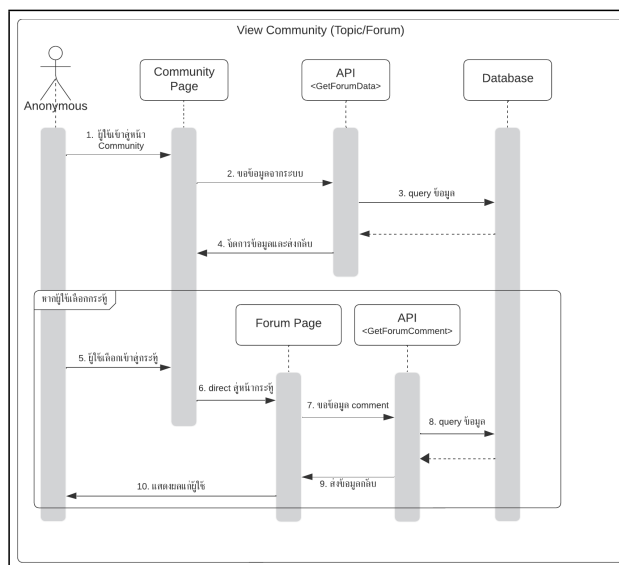 View Community (Topic/Forum)
Anonymous
Community
Page
API
<GetForumData>
Database
1. ผู้ใช้เข้าสู่หน้า
Community
2. ขอข้อมูลจากระบบ
3. query ข้อมูล
4. จัดการข้อมูลและส่งกลับ
หากผู้ใช้เลือกกระทู้
Forum Page
API
<GetForumComment>
5. ผู้ใช้เลือกเข้าสู่กระทู้
6. direct สู่หน้ากระทู้
7. ขอข้อมูล comment
8. query ข้อมูล
9. ส่งข้อมูลกลับ
10. แสดงผลแก่ผู้ใช้